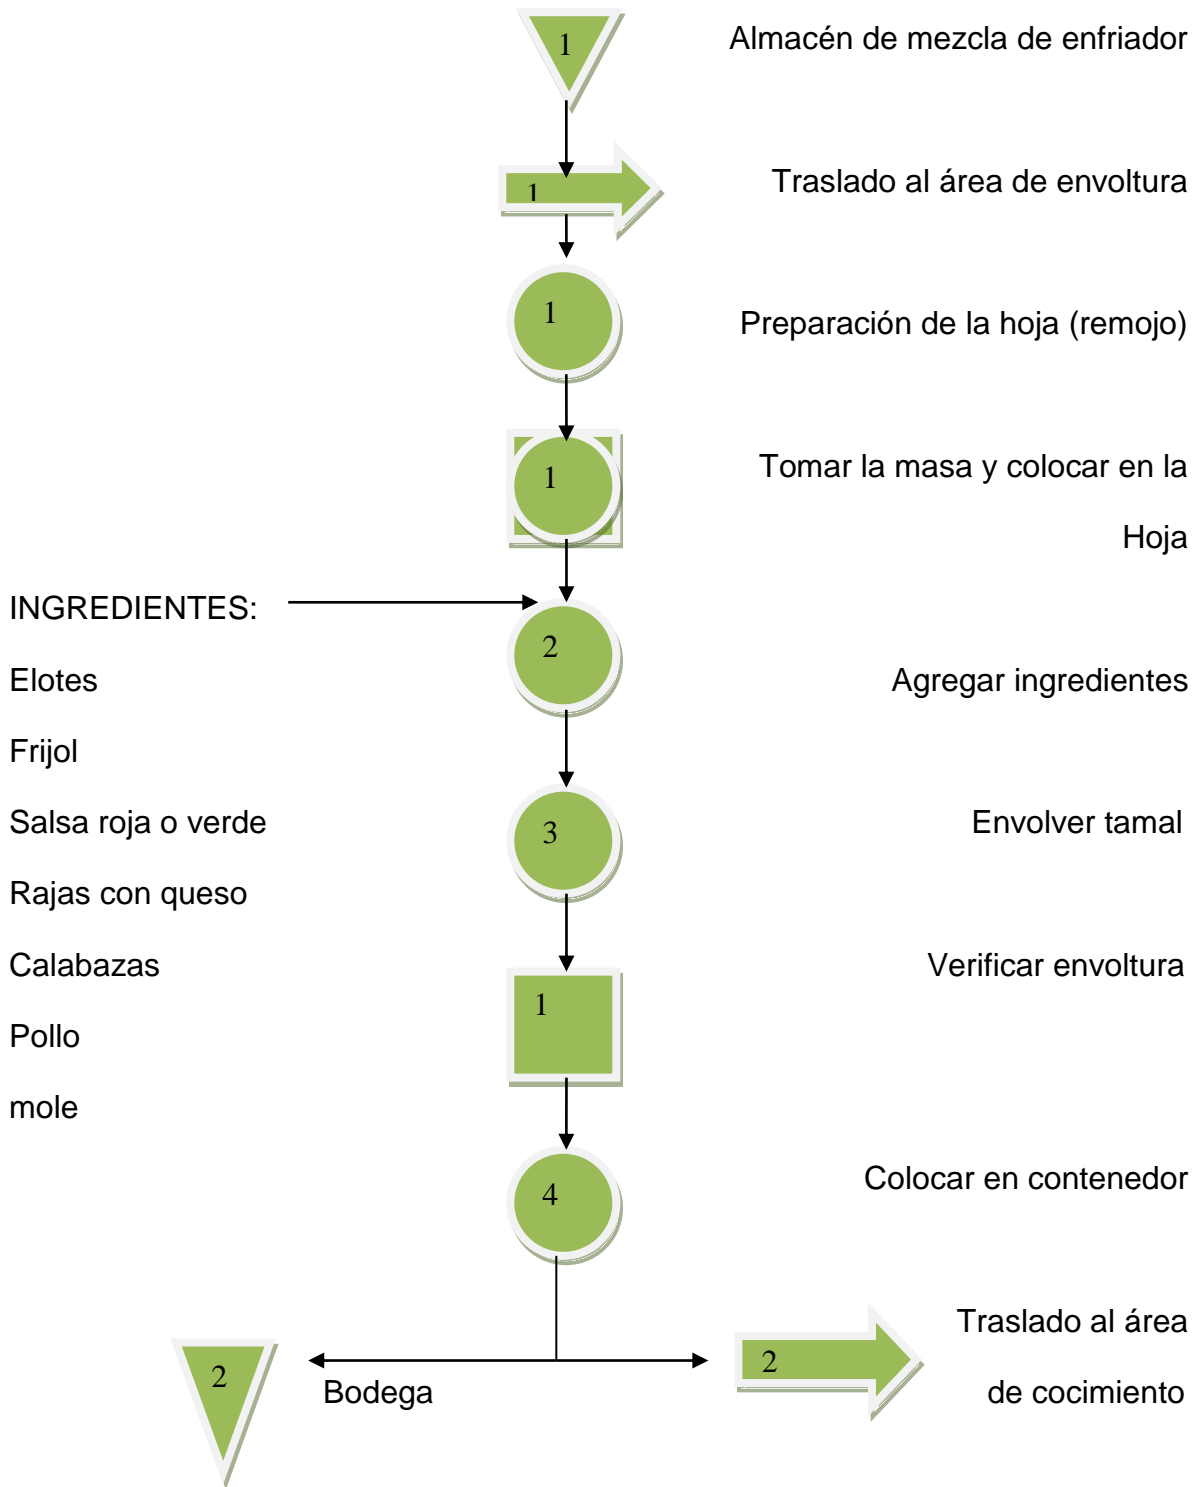 1
Almacén de mezcla de enfriador
1
Traslado al área de envoltura
1
Preparación de la hoja (remojo)
1
Tomar la masa y colocar en la
Hoja
INGREDIENTES:
2
Elotes
Agregar ingredientes
Frijol
Salsa roja o verde
3
Envolver tamal
Rajas con queso
Calabazas
Verificar envoltura
1
Pollo
mole
4
Colocar en contenedor
2
Bodega
2
Traslado al área
de cocimiento